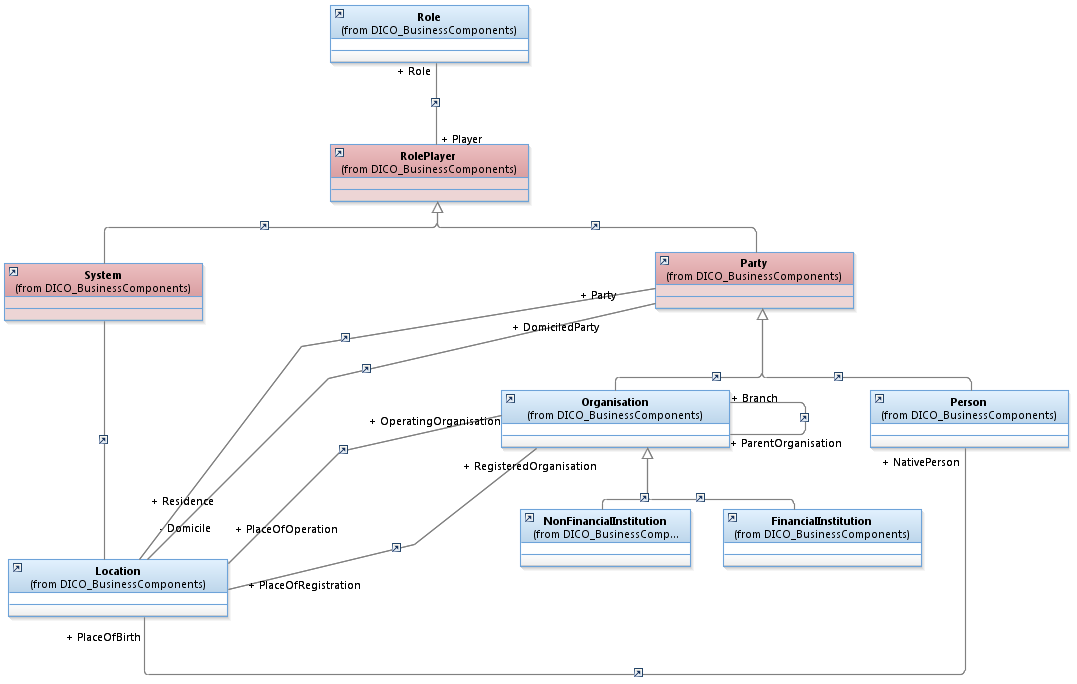 Role
(from DICO_BusinessComponents)
+ Role
+ Player
RolePlayer
(from DICO_BusinessComponents)
System
(from DICO_BusinessComponents)
Party
(from DICO_BusinessComponents)
+ Party
+ DomiciledParty
Organisation
(from DICO_BusinessComponents)
+ Branch
+ ParentOrganisation
Person
(from DICO_BusinessComponents)
+ OperatingOrganisation
+ RegisteredOrganisation
+ NativePerson
+ Residence
- Domicile
+ PlaceOfOperation
NonFinancialInstitution
(from DICO_BusinessComp...
FinancialInstitution
(from DICO_BusinessComponents)
Location
(from DICO_BusinessComponents)
+ PlaceOfRegistration
+ PlaceOfBirth